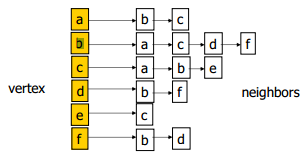 a b c
b a c d f
c a b e
vertex d b f neighbors
e c
f b d